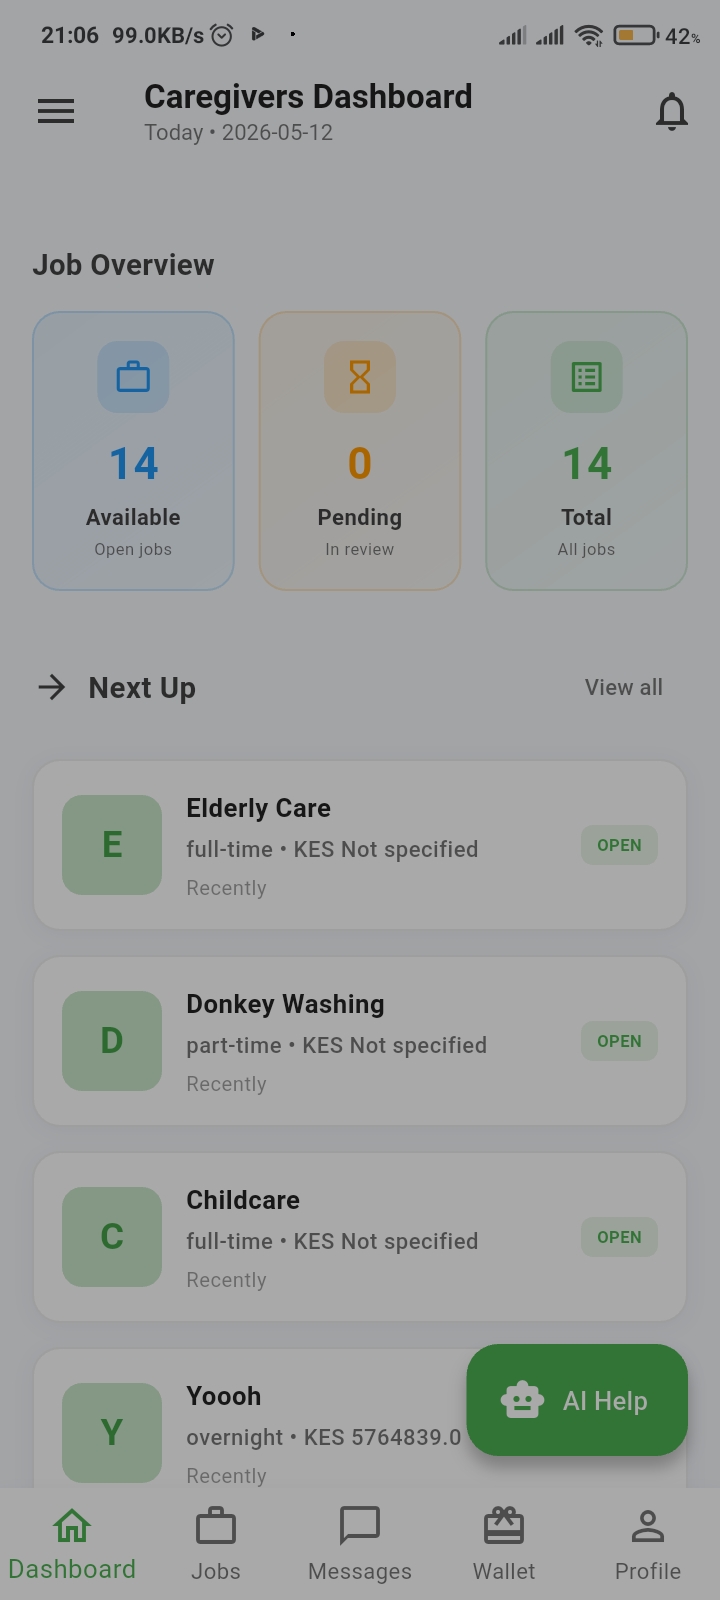 21:06 99.0KB/s 42%
Caregivers Dashboard
Today • 2026-05-12
Job Overview
14 0 14
Available Pending Total
Open jobs In review All jobs
Next Up View all
E
Elderly Care
full-time • KES Not specified
Recently
OPEN
D
Donkey Washing
part-time • KES Not specified
Recently
OPEN
C
Childcare
full-time • KES Not specified
Recently
OPEN
Y
Yoooh
overnight • KES 5764839.0
Recently
AI Help
Dashboard Jobs Messages Wallet Profile